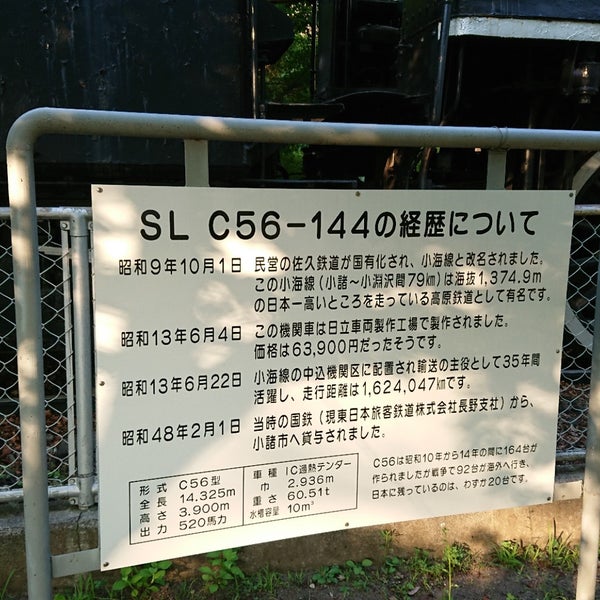 SL C56-144の経歴について
昭和9年10月1日 民営の佐久鉄道が国有化され、小海線と改名されました。
この小海線(小諸~小淵沢間79㎞)は海抜1,374.9m
の日本一高いところを走っている高原鉄道として有名です。
昭和13年6月4日 この機関車は日立車両製作工場で製作されました。
価格は63,900円だったそうです。
昭和13年6月22日 小海線の中込機関区に配置され輸送の主役として35年間
活躍し、走行距離は1,624,047㎞です。
昭和48年2月1日 当時の国鉄(現東日本旅客鉄道株式会社長野支社)から、
小諸市へ貸与されました。
形式 C56型 車種 IC過熱テンダー
全長 14.325m 巾 2.936m
高さ 3.900m 重さ 60.51t
出力 520馬力 水槽容量 10m³
C56は昭和10年から14年の間に164台が
作られましたが戦争で92台が海外へ行き、
日本に残っているのは、わずか20台です。